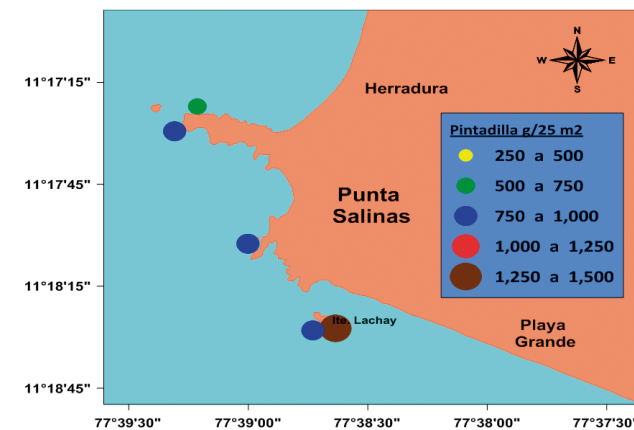 N
W E
S
11°17'15"
Herradura
Pintadilla g/25 m2
250 a 500
500 a 750
11°17'45"
750 a 1,000
Punta
Salinas
1,000 a 1,250
1,250 a 1,500
11°18'15"
Ite. Lachay
Playa
Grande
11°18'45"
77°39'30" 77°39'00" 77°38'30" 77°38'00" 77°37'30"